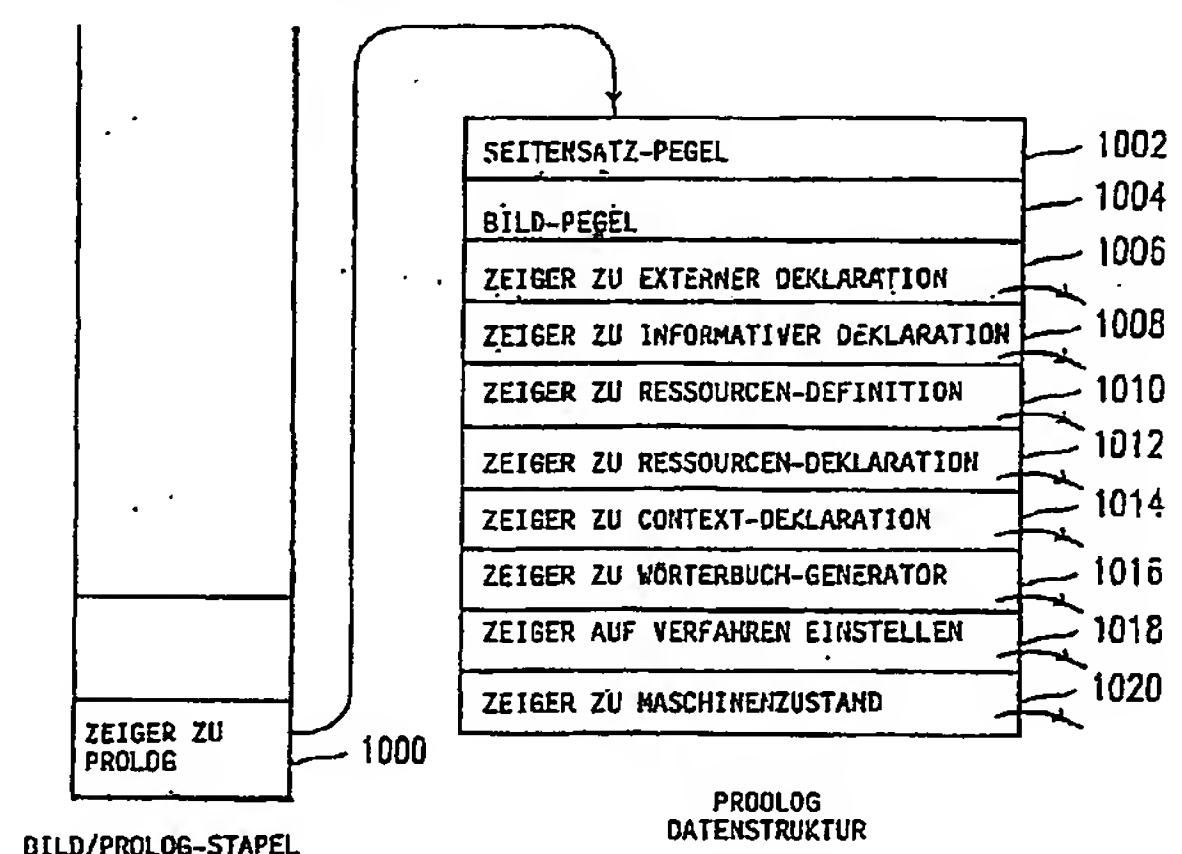 SEITENSATZ-PEGEL
1002
BILD-PEGEL
1004
ZEIGER ZU EXTERNER DEKLARATION
1006
ZEIGER ZU INFORMATIVER DEKLARATION
1008
ZEIGER ZU RESSOURCEN-DEFINITION
1010
ZEIGER ZU RESSOURCEN-DEKLARATION
1012
ZEIGER ZU CONTEXT-DEKLARATION
1014
ZEIGER ZU WÖRTERBUCH-GENERATOR
1016
ZEIGER AUF VERFAHREN EINSTELLEN
1018
ZEIGER ZU MASCHINENZUSTAND
1020
ZEIGER ZU
PROLOG
1000
PROOLOG
DATENSTRUKTUR
BILD/PROLOG-STAPEL